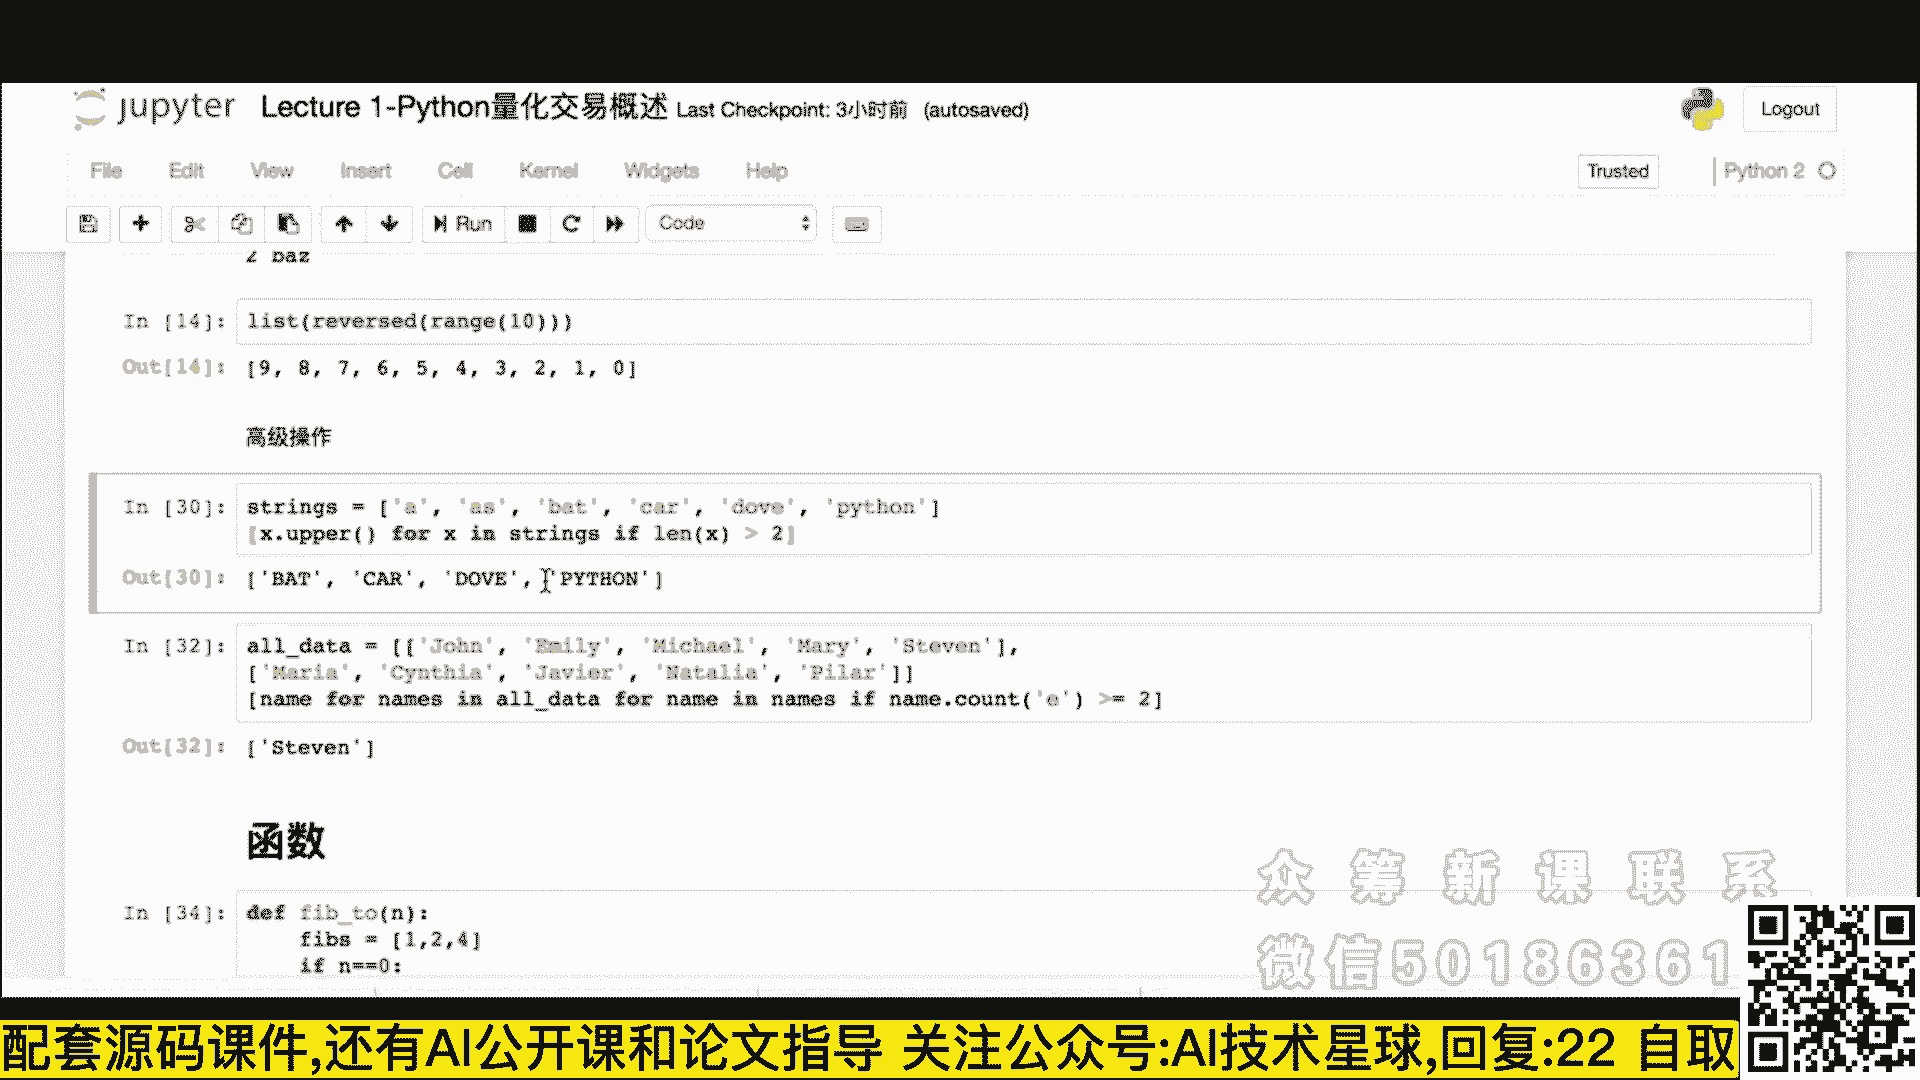 jupyter Lecture 1-Python量化交易概述 Last Checkpoint: 3小时前 (autosaved) Logout
File Edit View Insert Cell Kernel Widgets Help Trusted Python 2
Run Code
2 baz
In [14]: list(reversed(range(10)))
Out[14]: [9, 8, 7, 6, 5, 4, 3, 2, 1, 0]
高级操作
In [30]: strings = ['a', 'as', 'bat', 'car', 'dove', 'python']
[x.upper() for x in strings if len(x) > 2]
Out[30]: ['BAT', 'CAR', 'DOVE', 'PYTHON']
In [32]: all_data = [['John', 'Emily', 'Michael', 'Mary', 'Steven'],
['Maria', 'Cynthia', 'Javier', 'Natalia', 'Pilar']]
[name for names in all_data for name in names if name.count('e') >= 2]
Out[32]: ['Steven']
函数
In [34]: def fib_to(n):
fibs = [1,2,4]
if n==0:
众筹新课联系
微信50186361
配套源码课件,还有AI公开课和论文指导 关注公众号:AI技术星球,回复:22 自取